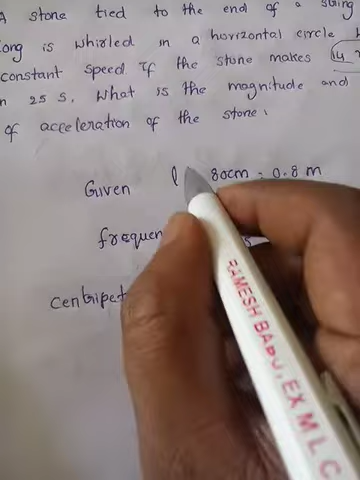 A stone tied to the end of a string
long is whirled in a horizontal circle
constant speed If the stone makes 14
in 25 s, What is the magnitude and
of acceleration of the stone.
Given l 80cm = 0.8 m
frequen
centripet
RAMESH BABU, EX M L C